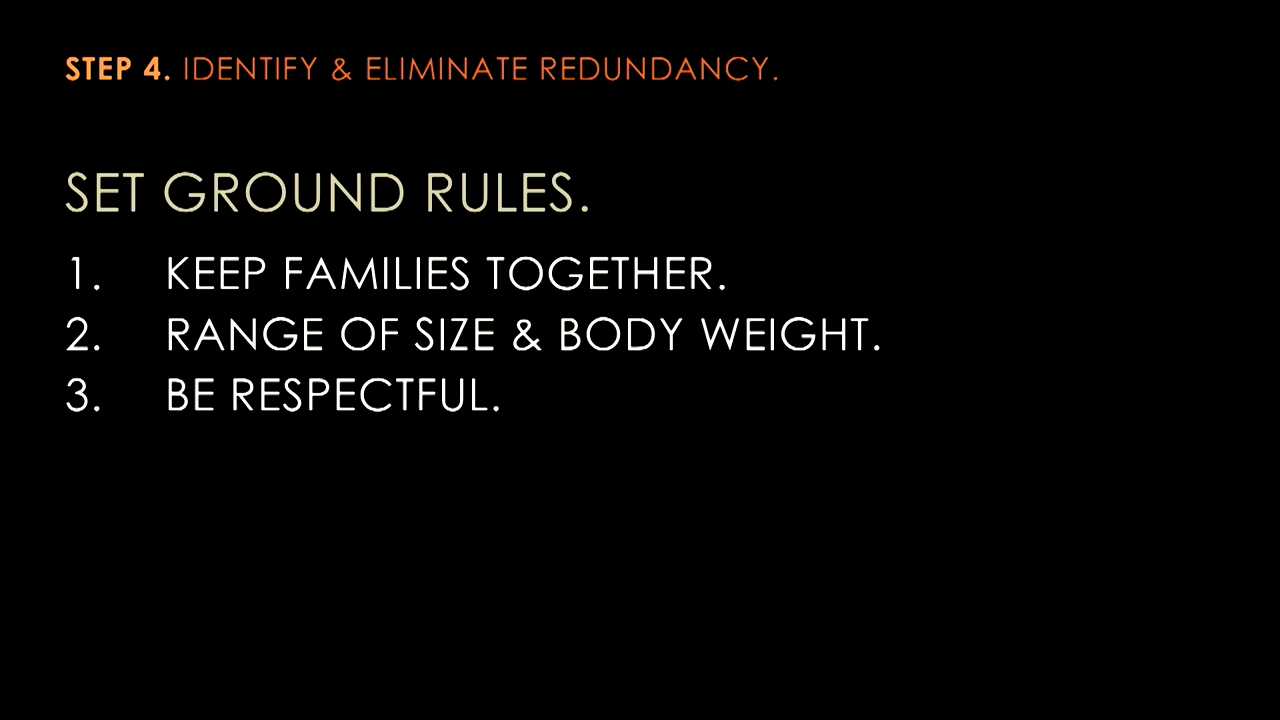 STEP 4. IDENTIFY & ELIMINATE REDUNDANCY.
SET GROUND RULES.
1. KEEP FAMILIES TOGETHER.
2. RANGE OF SIZE & BODY WEIGHT.
3. BE RESPECTFUL.